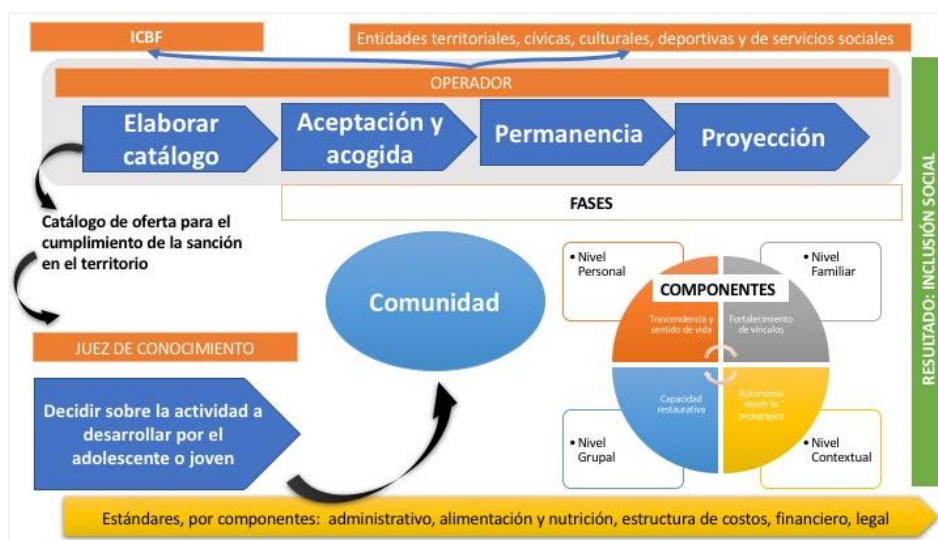 ICBF
Entidades territoriales, cívicas, culturales, deportivas y de servicios sociales
OPERADOR
Elaborar
catálogo
Aceptación y
acogida
Permanencia
Proyección
FASES
Catálogo de oferta para el
cumplimiento de la sanción
en el territorio
Comunidad
• Nivel
Personal
• Nivel
Familiar
COMPONENTES
Trascendencia y
sentido de vida
Fortalecimiento
de vínculos
Capacidad
restaurativa
Autonomía
desde lo
pedagógico
• Nivel
Grupal
• Nivel
Contextual
JUEZ DE CONOCIMIENTO
Decidir sobre la actividad a
desarrollar por el
adolescente o joven
RESULTADO: INCLUSIÓN SOCIAL
Estándares, por componentes: administrativo, alimentación y nutrición, estructura de costos, financiero, legal